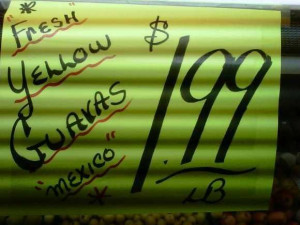 * "FRESH"
YELLOW
GUAVAS
"MEXICO"
*
$1.99
LB